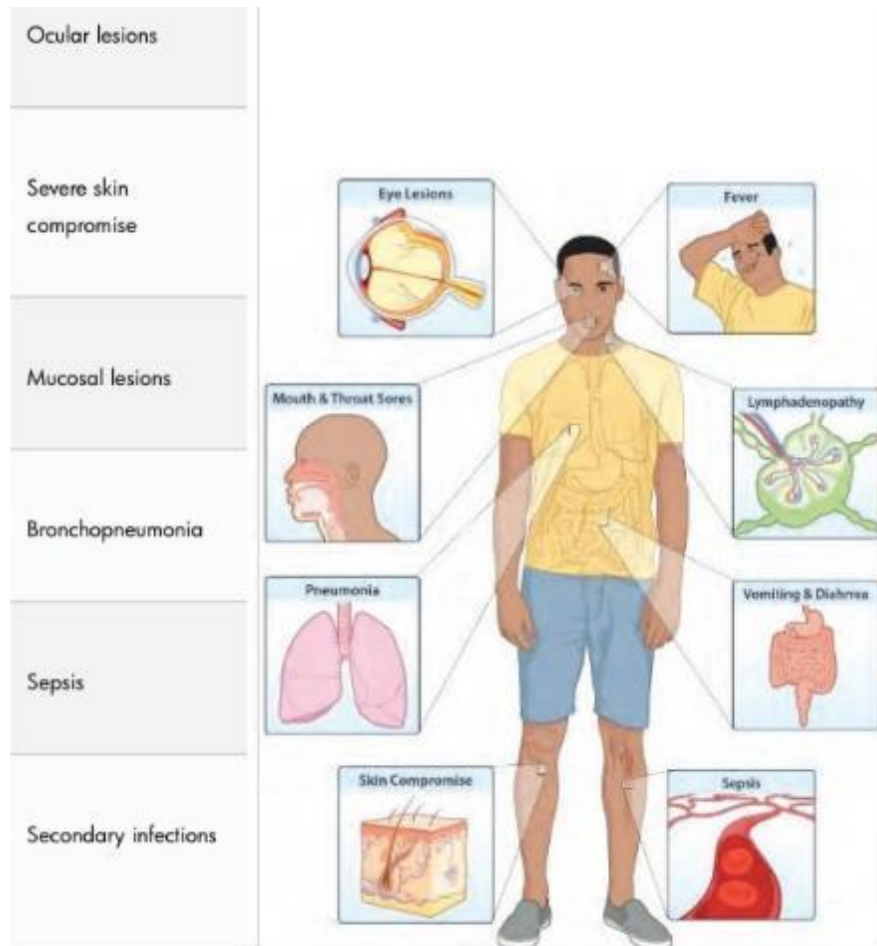 Ocular lesions
Severe skin
compromise
Mucosal lesions
Bronchopneumonia
Sepsis
Secondary infections
Eye Lesions
Fever
Mouth & Throat Sores
Lymphadenopathy
Pneumonia
Vomiting & Diahrrea
Skin Compromise
Sepsis